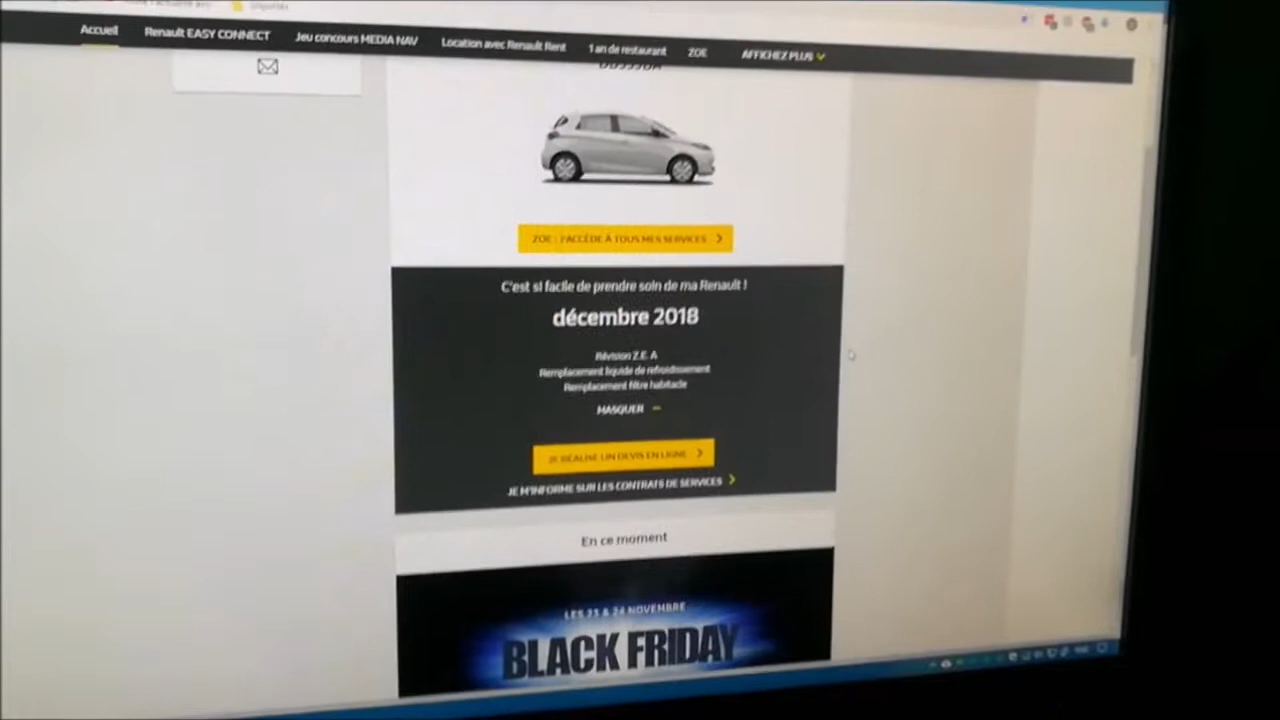 Accueil
Renault EASY CONNECT
Jeu concours MEDIA NAV
Location avec Renault Rent
1 an de restaurant
ZOE
AFFICHEZ PLUS
ZOE : J'ACCÈDE À TOUS MES SERVICES
C'est si facile de prendre soin de ma Renault !
décembre 2018
Révision Z.E. A
Remplacement liquide de refroidissement
Remplacement filtre habitacle
MASQUER
JE RÉALISE UN DEVIS EN LIGNE
JE M'INFORME SUR LES CONTRATS DE SERVICES
En ce moment
LES 23 & 24 NOVEMBRE
BLACK FRIDAY